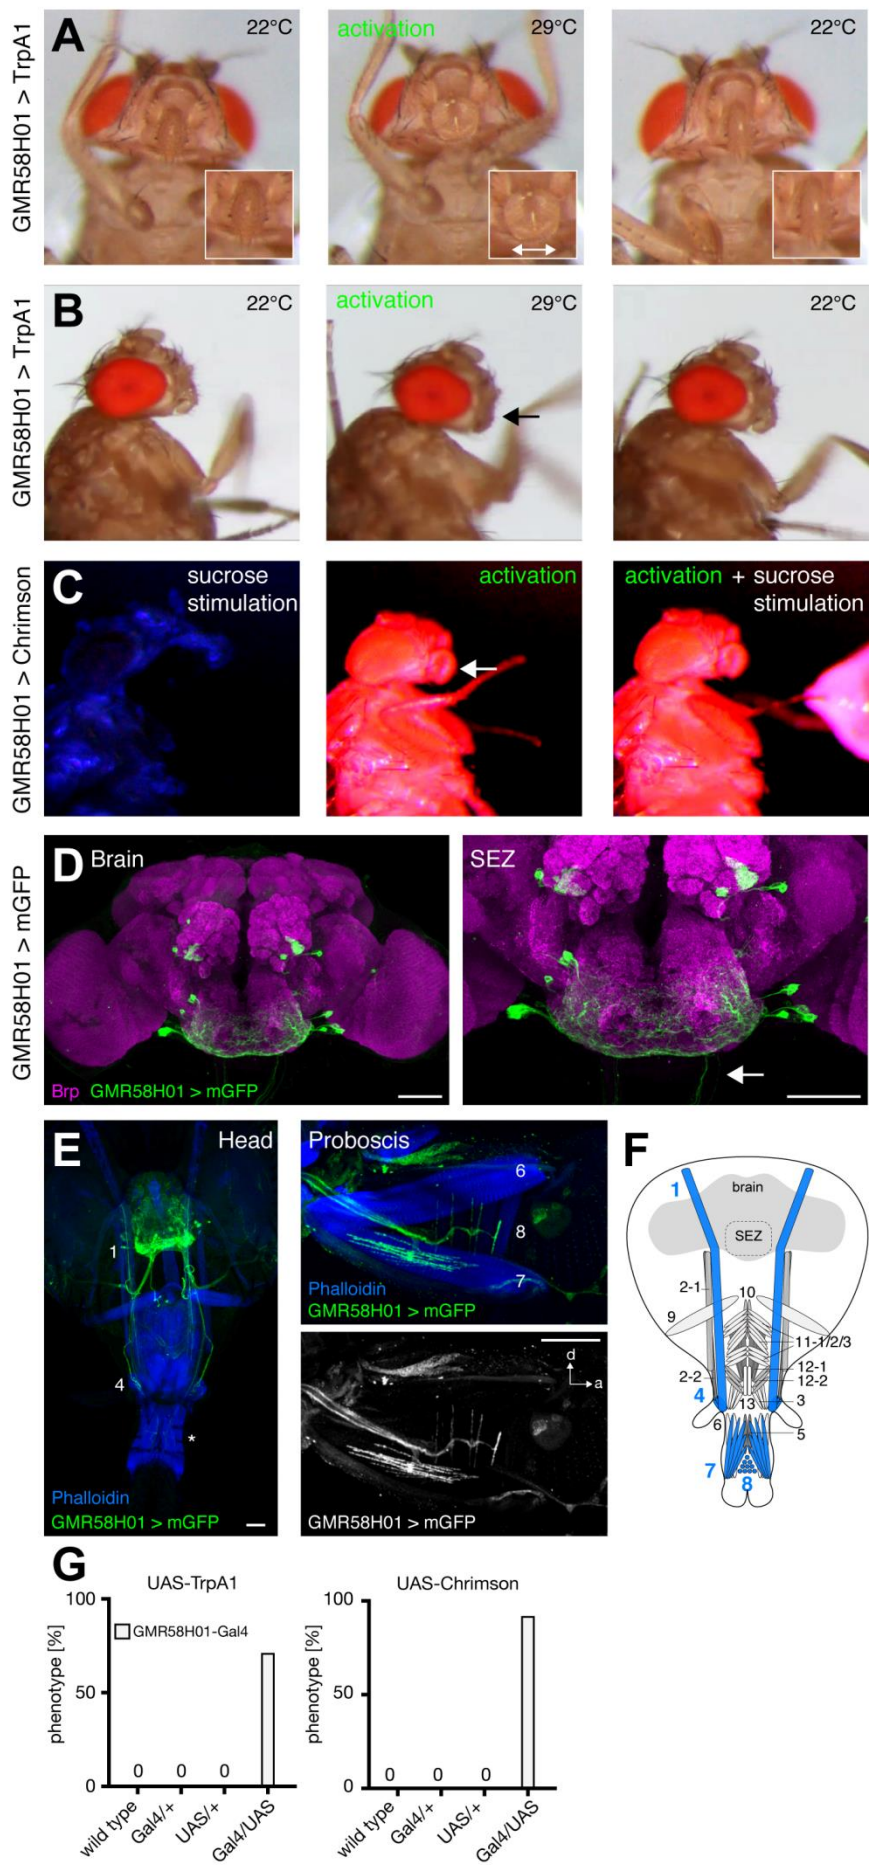 A
GMR58H01 > TrpA1
22°C
activation
29°C
22°C
B
GMR58H01 > TrpA1
22°C
activation
29°C
22°C
C
GMR58H01 > Chrimson
sucrose
stimulation
activation
activation + sucrose
stimulation
D
GMR58H01 > mGFP
Brain
Brp GMR58H01 > mGFP
SEZ
E
Head
1
4
*
Phalloidin
GMR58H01 > mGFP
Proboscis
6
8
7
Phalloidin
GMR58H01 > mGFP
d
a
GMR58H01 > mGFP
F
1
brain
SEZ
2-1
10
9
11-1/2/3
12-1
2-2
12-2
4
3
13
6
5
7
8
G
UAS-TrpA1
phenotype [%]
100
50
0
GMR58H01-Gal4
0
0
0
wild type
Gal4/+
UAS/+
Gal4/UAS
UAS-Chrimson
phenotype [%]
100
50
0
0
0
0
wild type
Gal4/+
UAS/+
Gal4/UAS